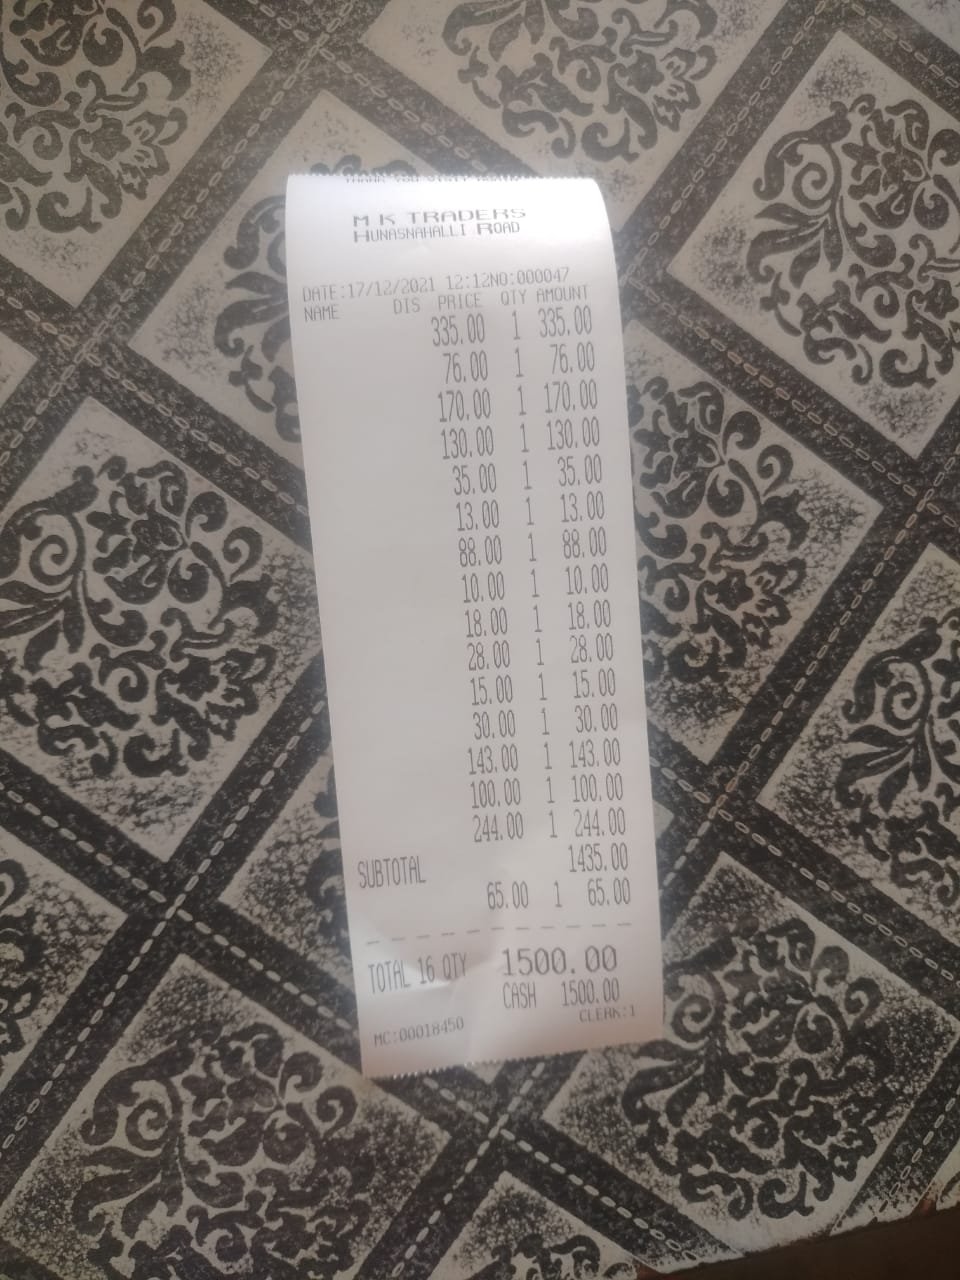 THANK YOU VISIT AGAIN
M K TRADERS
HUNASNAHALLI ROAD
DATE:17/12/2021 12:12NO:000047
NAME DIS PRICE QTY AMOUNT
335.00 1 335.00
76.00 1 76.00
170.00 1 170.00
130.00 1 130.00
35.00 1 35.00
13.00 1 13.00
88.00 1 88.00
10.00 1 10.00
18.00 1 18.00
28.00 1 28.00
15.00 1 15.00
30.00 1 30.00
143.00 1 143.00
100.00 1 100.00
244.00 1 244.00
SUBTOTAL 1435.00
65.00 1 65.00
TOTAL 16 QTY 1500.00
CASH 1500.00
MC:00018450 CLERK:1